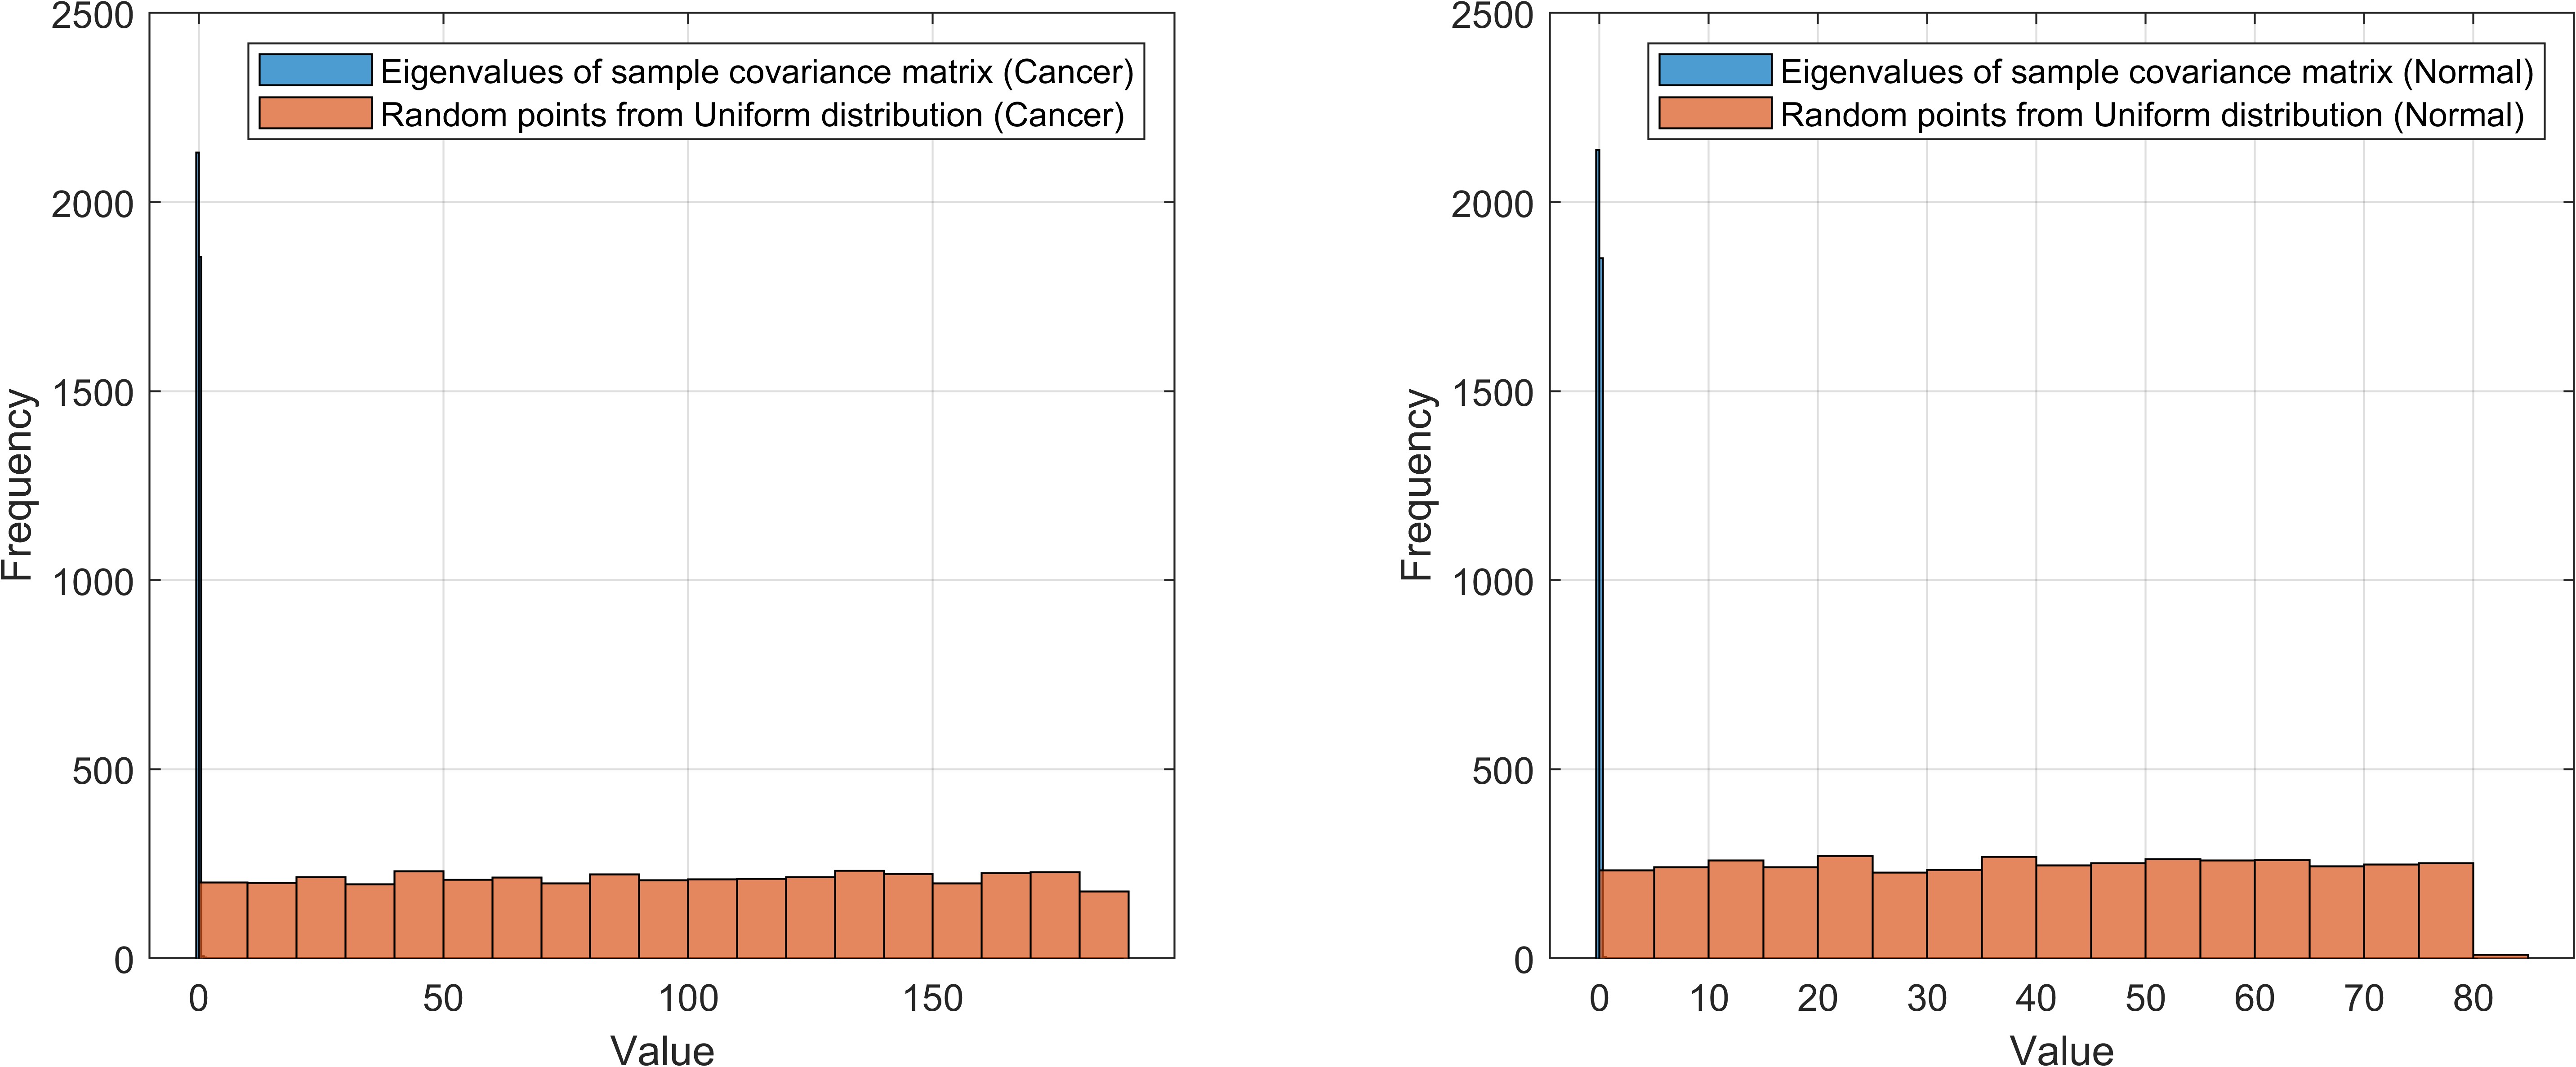 2500
2000
1500
1000
500
0
Frequency
Eigenvalues of sample covariance matrix (Cancer)
Random points from Uniform distribution (Cancer)
0 50 100 150
Value
2500
2000
1500
1000
500
0
Frequency
Eigenvalues of sample covariance matrix (Normal)
Random points from Uniform distribution (Normal)
0 10 20 30 40 50 60 70 80
Value